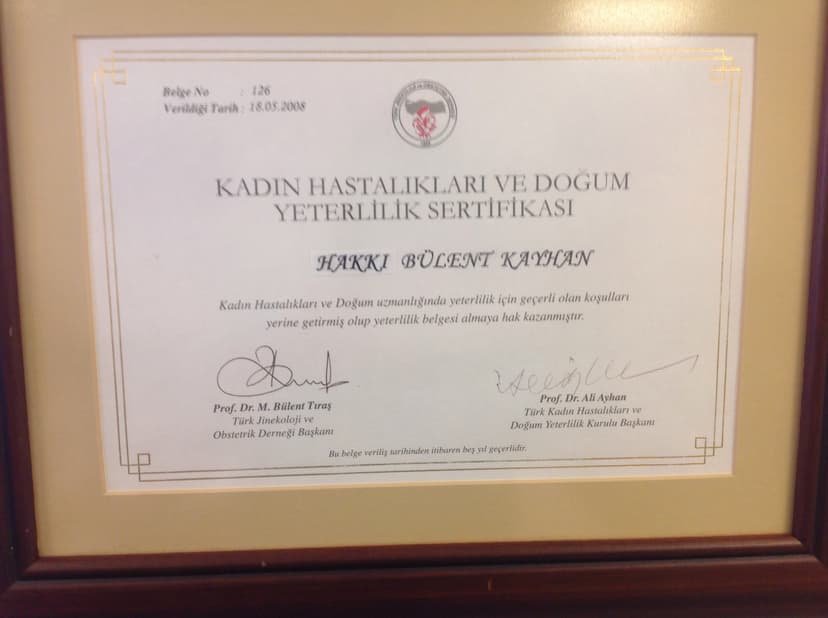 Belge No : 126
Verildiği Tarih : 18.05.2008
KADIN HASTALIKLARI VE DOĞUM
YETERLİLİK SERTİFİKASI
HAKKI BÜLENT KAYHAN
Kadın Hastalıkları ve Doğum uzmanlığında yeterlilik için geçerli olan koşulları
yerine getirmiş olup yeterlilik belgesi almaya hak kazanmıştır.
Prof. Dr. M. Bülent Tıraş
Türk Jinekoloji ve
Obstetrik Derneği Başkanı
Prof. Dr. Ali Ayhan
Türk Kadın Hastalıkları ve
Doğum Yeterlilik Kurulu Başkanı
Bu belge veriliş tarihinden itibaren beş yıl geçerlidir.